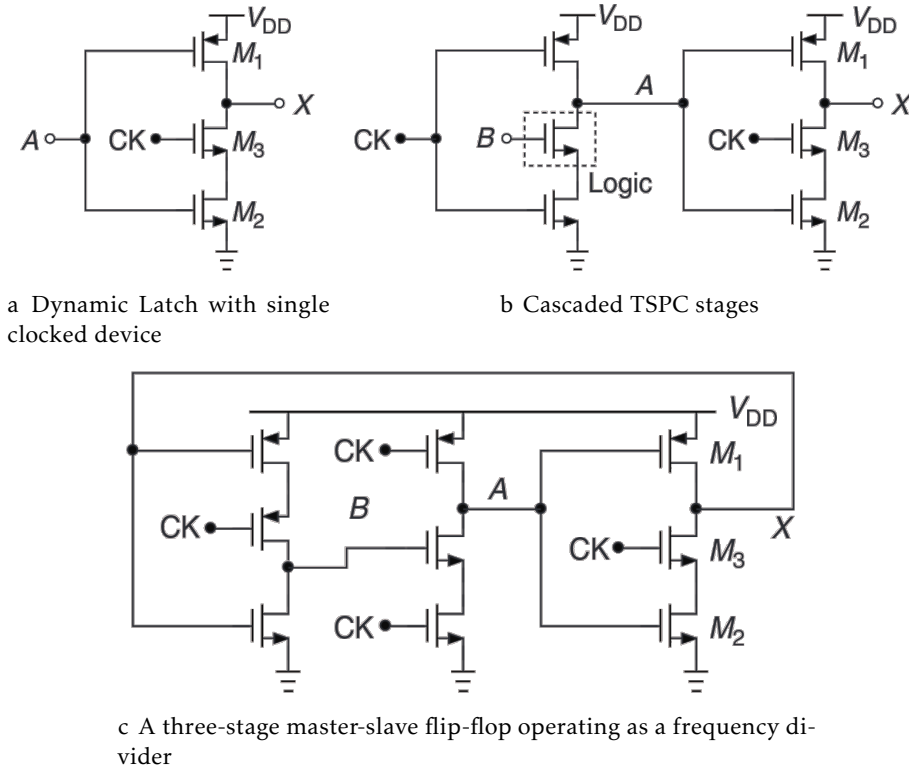 V_DD
M_1
X
A
CK
M_3
M_2
a Dynamic Latch with single
clocked device
V_DD
CK
B
Logic
A
V_DD
M_1
X
CK
M_3
M_2
b Cascaded TSPC stages
V_DD
CK
CK
B
CK
A
CK
M_1
X
M_3
M_2
c A three-stage master-slave flip-flop operating as a frequency di-
vider